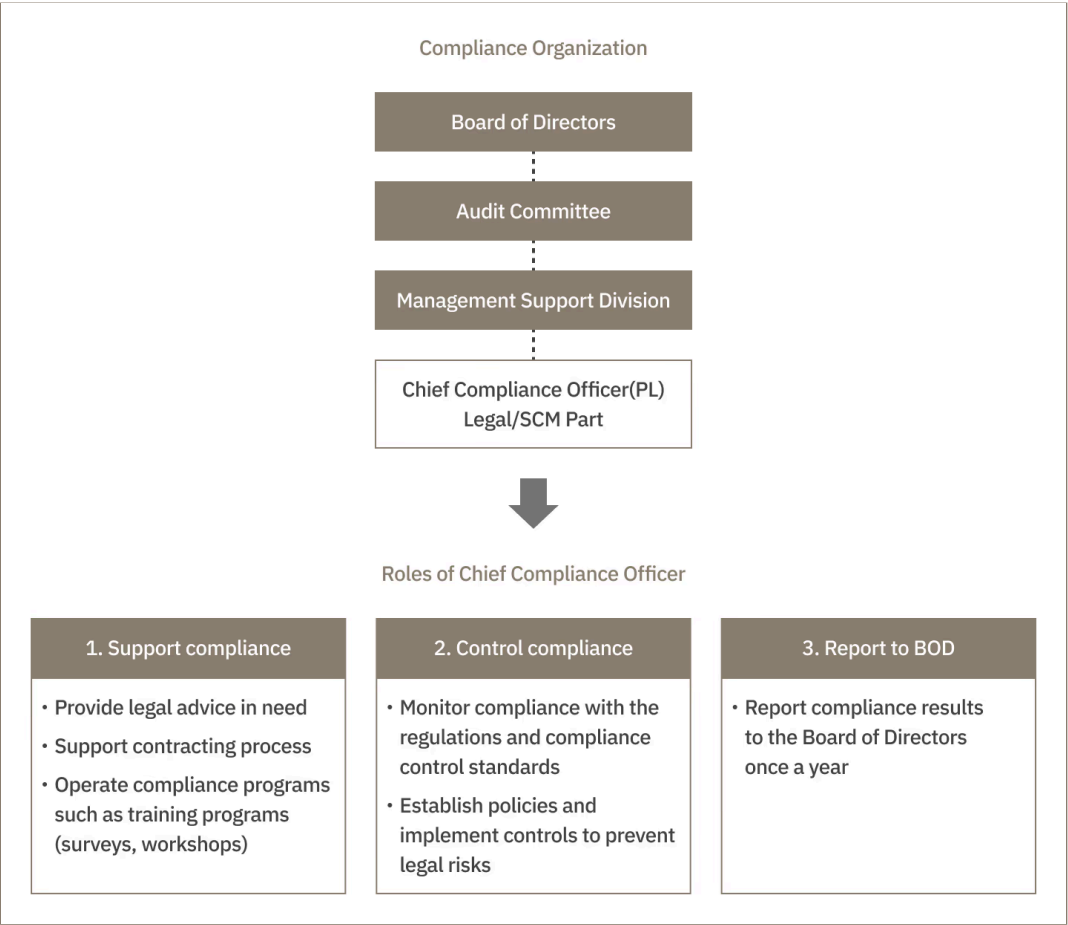 Compliance Organization
Board of Directors
Audit Committee
Management Support Division
Chief Compliance Officer(PL)
Legal/SCM Part
Roles of Chief Compliance Officer
1. Support compliance
• Provide legal advice in need
• Support contracting process
• Operate compliance programs
such as training programs
(surveys, workshops)
2. Control compliance
• Monitor compliance with the
regulations and compliance
control standards
• Establish policies and
implement controls to prevent
legal risks
3. Report to BOD
• Report compliance results
to the Board of Directors
once a year